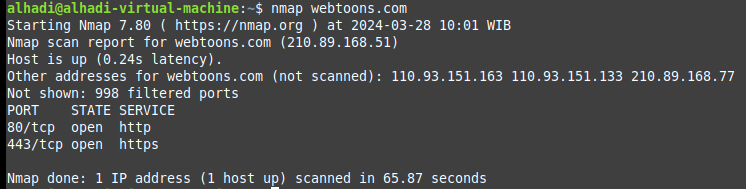 alhadi@alhadi-virtual-machine:~$ nmap webtoons.com
Starting Nmap 7.80 ( https://nmap.org ) at 2024-03-28 10:01 WIB
Nmap scan report for webtoons.com (210.89.168.51)
Host is up (0.24s latency).
Other addresses for webtoons.com (not scanned): 110.93.151.163 110.93.151.133 210.89.168.77
Not shown: 998 filtered ports
PORT    STATE SERVICE
80/tcp  open  http
443/tcp open  https
Nmap done: 1 IP address (1 host up) scanned in 65.87 seconds